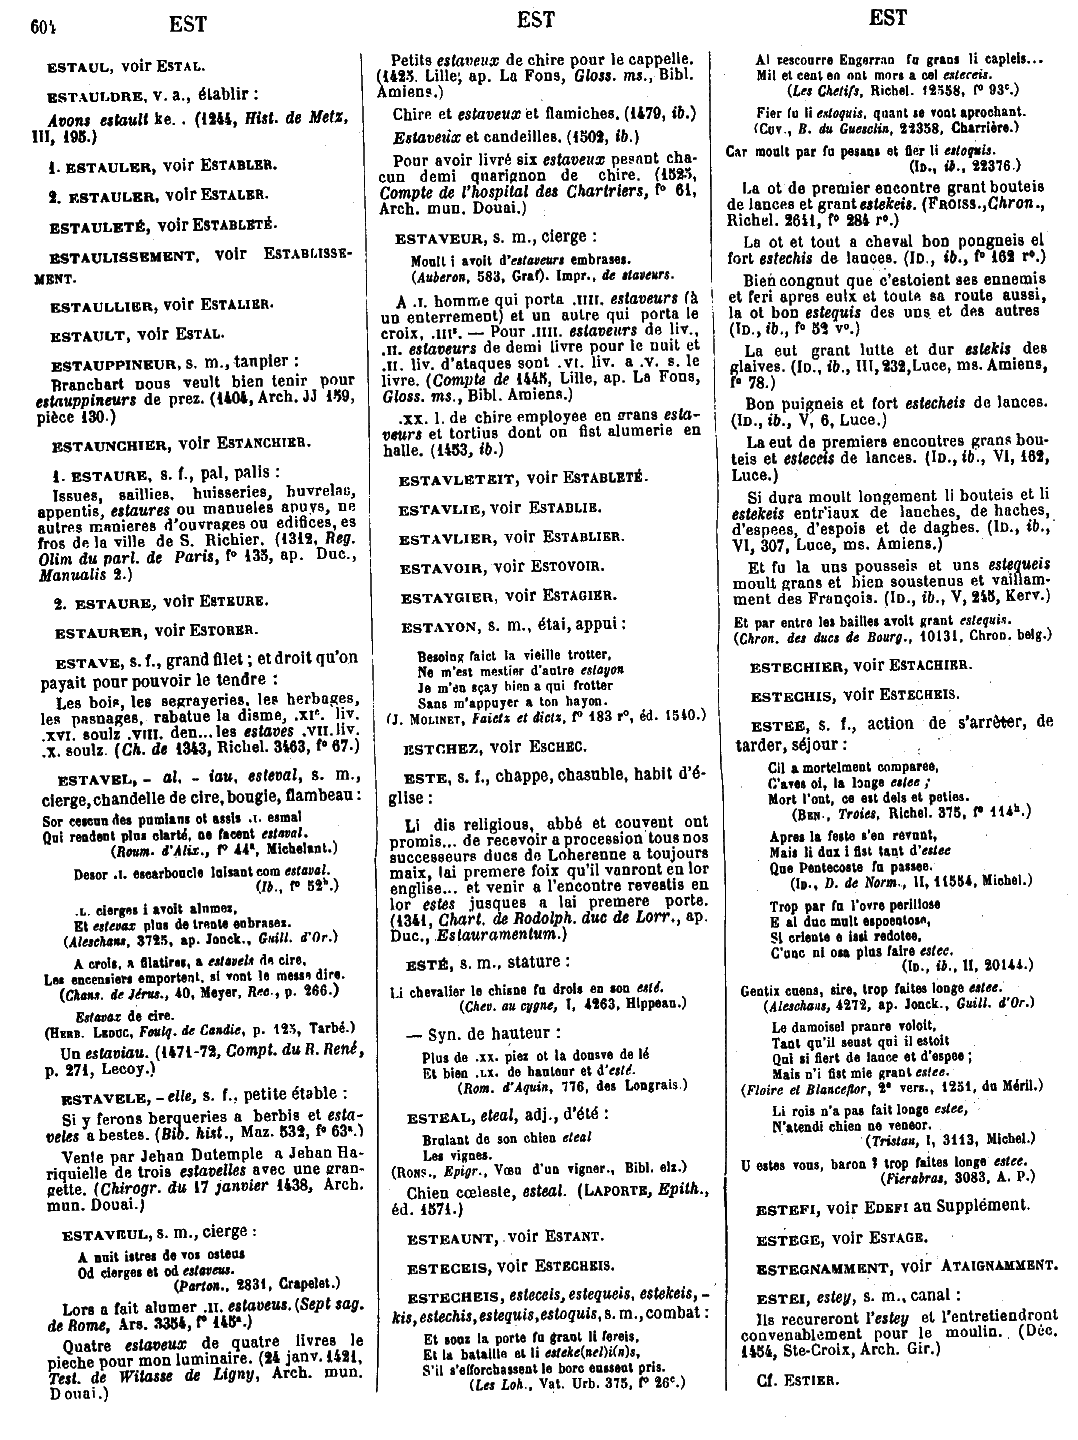 604 EST EST EST
ESTAUL, voir ESTAL.
ESTAULDRE, v. a., établir :
Avons estault ke. . (1244, Hist. de Metz,
III, 195.)
1. ESTAULER, voir ESTABLER.
2. ESTAULER, voir ESTALER.
ESTAULETÉ, voir ESTABLETÉ.
ESTAULISSEMENT, voir ESTABLISSE-
MENT.
ESTAULLIER, voir ESTALIER.
ESTAULT, voir ESTAL.
ESTAUPPINEUR, s. m., taupier :
Branchart nous veult bien tenir pour
estauppineurs de prez. (1404, Arch. JJ 159,
pièce 130.)
ESTAUNCHIER, voir ESTANCHIER.
1. ESTAURE, s. f., pal, palis :
Issues, saillies, huisseries, huvrelas,
appentis, estaures ou manueles apuys, ne
autres manieres d'ouvrages ou edifices, es
fros de la ville de S. Richier. (1312, Reg.
Olim du parl. de Paris, f° 135, ap. Duc.,
Manualis 2.)
2. ESTAURE, voir ESTEURE.
ESTAURER, voir ESTORER.
ESTAVE, s. f., grand filet ; et droit qu'on
payait pour pouvoir le tendre :
Les bois, les segrayeries, les herbages,
les pasnages, rabatue la disme, .XIᶜ. liv.
.XVI. soulz .VIII. den... les estaves .VII. liv.
.X. soulz. (Ch. de 1343, Richel. 3463, f° 67.)
ESTAVEL, - al, - iau, esteval, s. m.,
cierge, chandelle de cire, bougie, flambeau :
Sor cescun des pumians ot assis .I. esmal
Qui rendent plus clarté, ne facent estaval.
(Roum. d'Alix., f° 44ᵃ, Michelant.)
Desor .I. escarboucle luisant com estaval.
(Ib., f° 52ᵇ.)
.L. cierges i avoit alumez,
Et estevax plus de trente enbrasez.
(Aleschans, 3725, ap. Jonck., Guill. d'Or.)
A crois, a filatires, a estavels de cire,
Les encensiers emportent, si vont le messe dire.
(Chans. de Jérus., 40, Meyer, Rec., p. 266.)
Estavax de cire.
(HERB. LEDUC, Foulq. de Candie, p. 125, Tarbé.)
Un estaviau. (1471-72, Compt. du R. René,
p. 271, Lecoy.)
ESTAVELE, - elle, s. f., petite étable :
Si y ferons berqueries a berbis et esta-
veles a bestes. (Bib. hist., Maz. 532, f° 63ᵃ.)
Vente par Jehan Dutemple a Jehan Ha-
riquielle de trois estavelles avec une gran-
gette. (Chirogr. du 17 janvier 1438, Arch.
mun. Douai.)
ESTAVEUL, s. m., cierge :
A nuit istres de vos osteus
Od cierges et od estaveus.
(Parton., 2831, Crapelet.)
Lors a fait alumer .II. estaveus. (Sept sag.
de Rome, Ars. 3354, f° 145ᵃ.)
Quatre estaveux de quatre livres le
pieche pour mon luminaire. (24 janv. 1421,
Test. de Witasse de Ligny, Arch. mun.
Douai.)
Petits estaveux de chire pour le cappelle.
(1423. Lille, ap. La Fons, Gloss. ms., Bibl.
Amiens.)
Chire et estaveux et flamiches. (1479, ib.)
Estaveux et candeilles. (1502, ib.)
Pour avoir livré six estaveux pesant cha-
cun demi quarignon de chire. (1523,
Compte de l'hospital des Chartriers, f° 61,
Arch. mun. Douai.)
ESTAVEUR, s. m., cierge :
Moult i avoit d'estaveurs embrases.
(Auberon, 583, Graf). Impr., de staveurs.
A .I. homme qui porta .IIII. estaveurs (à
un enterrement) et un autre qui porta le
croix, .IIIˢ. — Pour .IIII. estaveurs de liv.,
.II. estaveurs de demi livre pour le nuit et
.II. liv. d'ataques sont .VI. liv. a .V. s. le
livre. (Compte de 1445, Lille, ap. La Fons,
Gloss. ms., Bibl. Amiens.)
.XX. l. de chire employee en grans esta-
veurs et tortius dont on fist alumerie en
halle. (1453, ib.)
ESTAVLETEIT, voir ESTABLETÉ.
ESTAVLIE, voir ESTABLIE.
ESTAVLIER, voir ESTABLIER.
ESTAVOIR, voir ESTOVOIR.
ESTAYGIER, voir ESTAGIER.
ESTAYON, s. m., étai, appui :
Besoing faict la vieille trotter,
Ne m'est mestier d'autre estayon
Je m'en sçay bien a qui frotter
Sans m'appuyer a ton hayon.
(J. MOLINET, Faictz et dictz, f° 183 r°, éd. 1540.)
ESTCHEZ, voir ESCHEC.
ESTE, s. f., chappe, chasuble, habit d'é-
glise :
Li dis religious, abbé et couvent ont
promis... de recevoir a procession tous nos
successeurs ducs de Loherenne a toujours
maix, lai premere foix qu'il vanront en lor
englise... et venir a l'encontre revestis en
lor estes jusques a lai premere porte.
(1341, Chart. de Rodolph. duc de Lorr., ap.
Duc., Estauramentum.)
ESTÉ, s. m., stature :
Li chevalier le chisne fu drois en son esté.
(Chev. au cygne, I, 4263, Hippeau.)
— Syn. de hauteur :
Plus de .XX. piez ot la donsve de lé
Et bien .LX. de hauteur et d'esté.
(Rom. d'Aquin, 776, des Longrais.)
ESTEAL, eteal, adj., d'été :
Brulant de son chien eteal
Les vignes.
(RONS., Epigr., Vœu d'un vigner., Bibl. elz.)
Chien cœleste, esteal. (LAPORTE, Epith.,
éd. 1571.)
ESTEAUNT, voir ESTANT.
ESTECEIS, voir ESTECHEIS.
ESTECHEIS, esteceis, estequeis, estekeis, -
kis, estechis, estequis, estoquis, s. m., combat :
Et souz la porte fu grant li fereis,
Et la bataille et li esteke(nel)i(n)s,
S'il s'efforchassent le borc eussent pris.
(Les Loh., Vat. Urb. 375, f° 26ᶜ.)
Al rescourre Engerran fu grans li capleis...
Mil et cent en ont mors a cel esteceis.
(Les Chetifs, Richel. 12558, f° 93ᶜ.)
Fier fu li estoquis, quant se vont aprochant.
(CUV., B. du Guesclin, 22358, Charrière.)
Car moult par fu pesans et fier li estoquis.
(ID., ib., 22376.)
La ot de premier encontre grant bouteis
de lances et grant estekeis. (FROISS., Chron.,
Richel. 2641, f° 284 r°.)
La ot et tout a cheval bon pongneis et
fort estechis de lances. (ID., ib., f° 162 r°.)
Bien congnut que c'estoient ses ennemis
et feri apres eulx et toute sa route aussi,
la ot bon estequis des uns et des autres
(ID., ib., f° 52 v°.)
La eut grant lutte et dur estekis des
glaives. (ID., ib., III, 232, Luce, ms. Amiens,
f° 78.)
Bon puigneis et fort estecheis de lances.
(ID., ib., V, 6, Luce.)
La eut de premiers encontres grans bou-
teis et esteceis de lances. (ID., ib., VI, 162,
Luce.)
Si dura moult longement li bouteis et li
estekeis entr'iaux de lanches, de haches,
d'espees, d'espois et de daghes. (ID., ib.,
VI, 307, Luce, ms. Amiens.)
Et fu la uns pousseis et uns estequeis
moult grans et bien soustenus et vaillam-
ment des François. (ID., ib., V, 245, Kerv.)
Et par entre les bailles avoit grant estequis.
(Chron. des ducs de Bourg., 10131, Chron. belg.)
ESTECHIER, voir ESTACHIER.
ESTECHIS, voir ESTECHEIS.
ESTEE, s. f., action de s'arrêter, de
tarder, séjour :
Cil a mortelment comparee,
C'aves oi, la longe estee ;
Mort l'ont, ce est dels et peties.
(BEN., Troies, Richel. 375, f° 114ᵇ.)
Apres la feste s'en revont,
Mais li dux i fist tant d'estee
Que Pentecoste fu passee.
(ID., D. de Norm., II, 11554, Michel.)
Trop par fu l'ovre perillose
E al duc mult espoentose,
Si criente e issi redotee,
C'unc ni osa plus faire estee.
(ID., ib., II, 20144.)
Gentix cuens, sire, trop faites longe estee.
(Aleschans, 4272, ap. Jonck., Guill. d'Or.)
Le damoisel pranre voloit,
Tant qu'il seust qui il estoit
Qui si fiert de lance et d'espee ;
Mais n'i fist mie grant estee.
(Floire et Blanceflor, 2ᵉ vers., 1251, du Méril.)
Li rois n'a pas fait longe estee,
N'atendi chien ne veneor.
(Tristan, I, 3113, Michel.)
U estes vous, baron ? trop faites longe estee.
(Fierabras, 3083, A. P.)
ESTEFI, voir EDEFI au Supplément.
ESTEGE, voir ESTAGE.
ESTEGNAMMENT, voir ATAIGNAMMENT.
ESTEI, estey, s. m., canal :
Ils recureront l'estey et l'entretiendront
convenablement pour le moulin. (Déc.
1454, Ste-Croix, Arch. Gir.)
Cf. ESTIER.